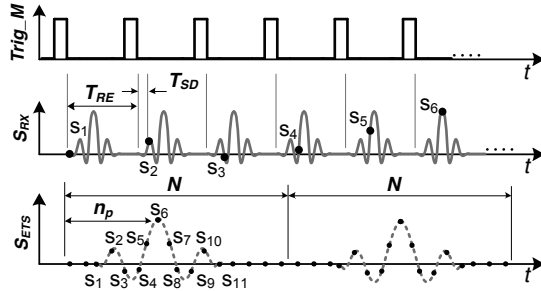 Trig_M
t
T_RE
T_SD
S_RX
S1
S2
S3
S4
S5
S6
t
N
N
n_p
S_ETS
S6
S2 S5 S7 S10
S1 S3 S4 S8 S9 S11
t